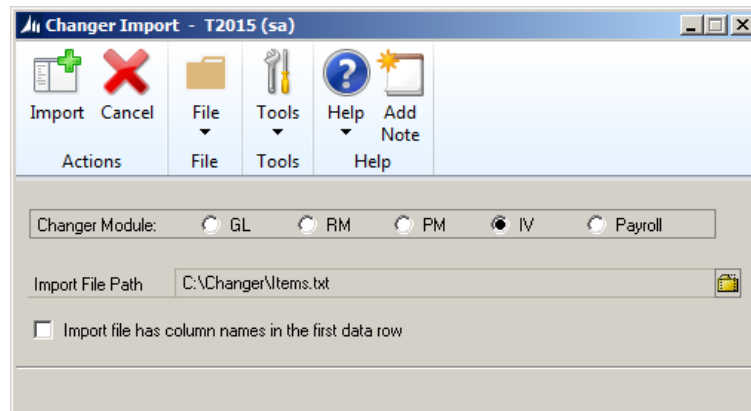 Changer Import - T2015 (sa)
Import Cancel File Tools Help Add Note
Actions File Tools Help
Changer Module: GL RM PM IV Payroll
Import File Path C:\Changer\Items.txt
Import file has column names in the first data row